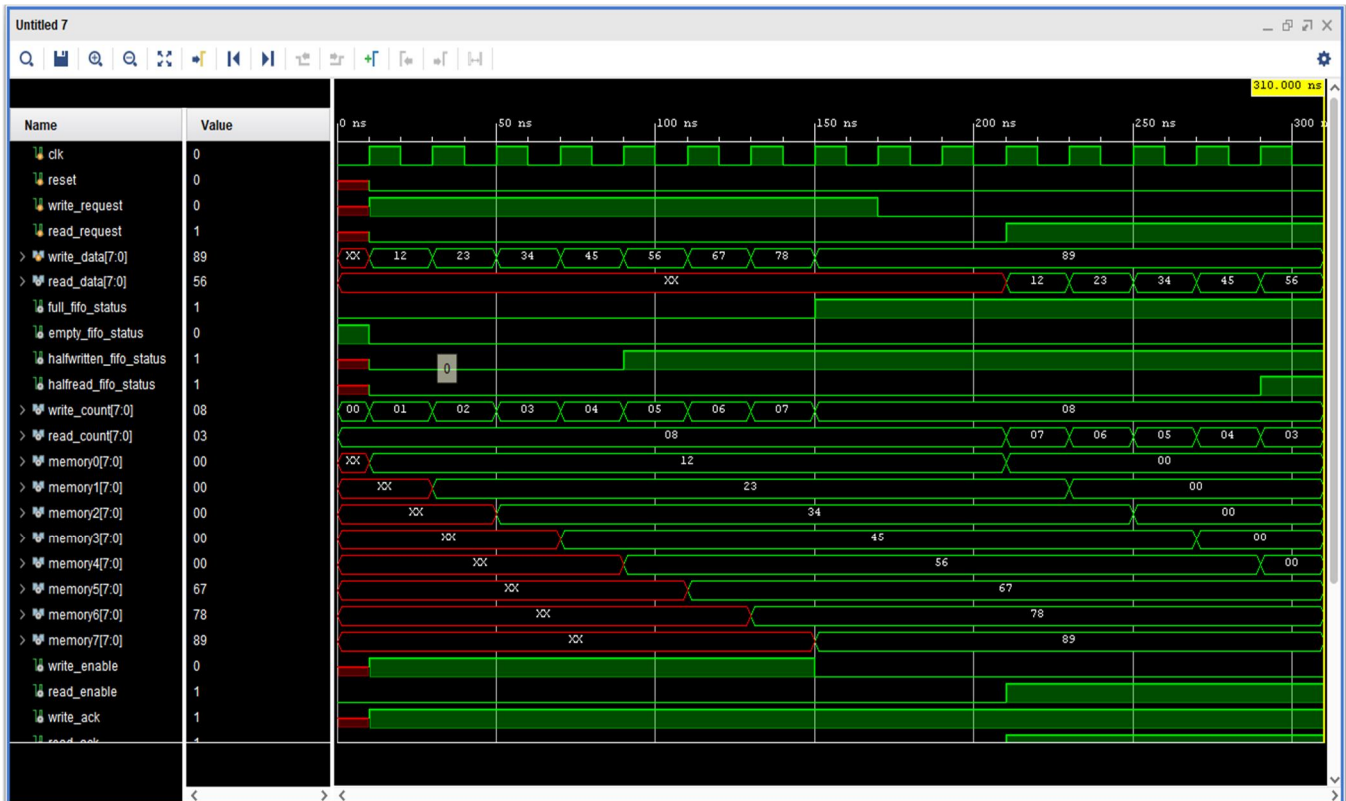 Untitled 7
310.000 ns
Name Value 0 ns 50 ns 100 ns 150 ns 200 ns 250 ns 300
clk 0
reset 0
write_request 0
read_request 1
write_data[7:0] 89 XX 12 23 34 45 56 67 78 89
read_data[7:0] 56 XX 12 23 34 45 56
full_fifo_status 1
empty_fifo_status 0
halfwritten_fifo_status 1 0
halfread_fifo_status 1
write_count[7:0] 08 00 01 02 03 04 05 06 07 08
read_count[7:0] 03 08 07 06 05 04 03
memory0[7:0] 00 XX 12 00
memory1[7:0] 00 XX 23 00
memory2[7:0] 00 XX 34 00
memory3[7:0] 00 XX 45 00
memory4[7:0] 00 XX 56 00
memory5[7:0] 67 XX 67
memory6[7:0] 78 XX 78
memory7[7:0] 89 XX 89
write_enable 0
read_enable 1
write_ack 1